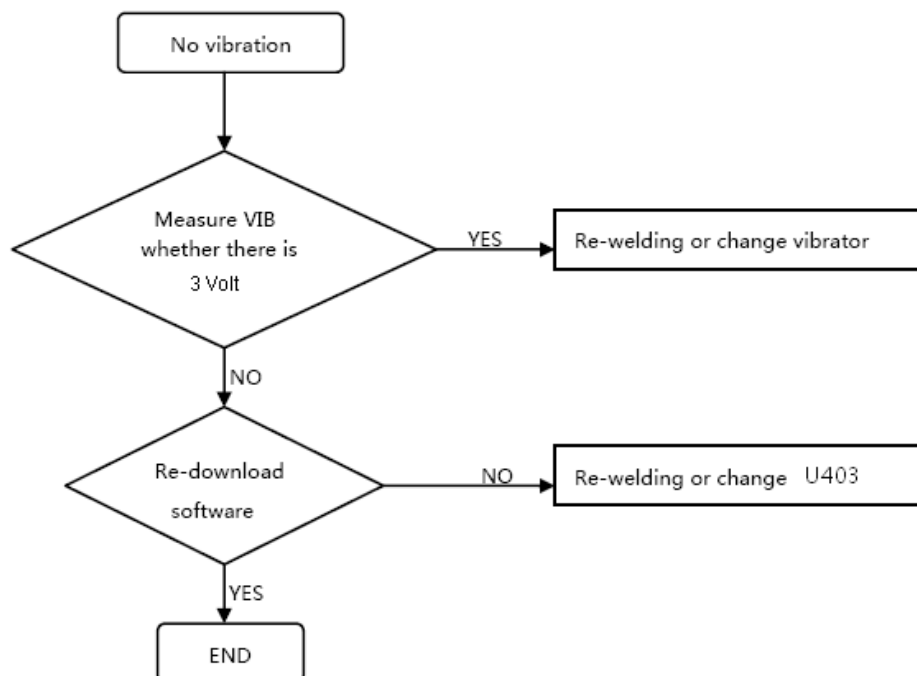 No vibration
Measure VIB
whether there is
3 Volt
YES
Re-welding or change vibrator
NO
Re-download
software
NO
Re-welding or change U403
YES
END